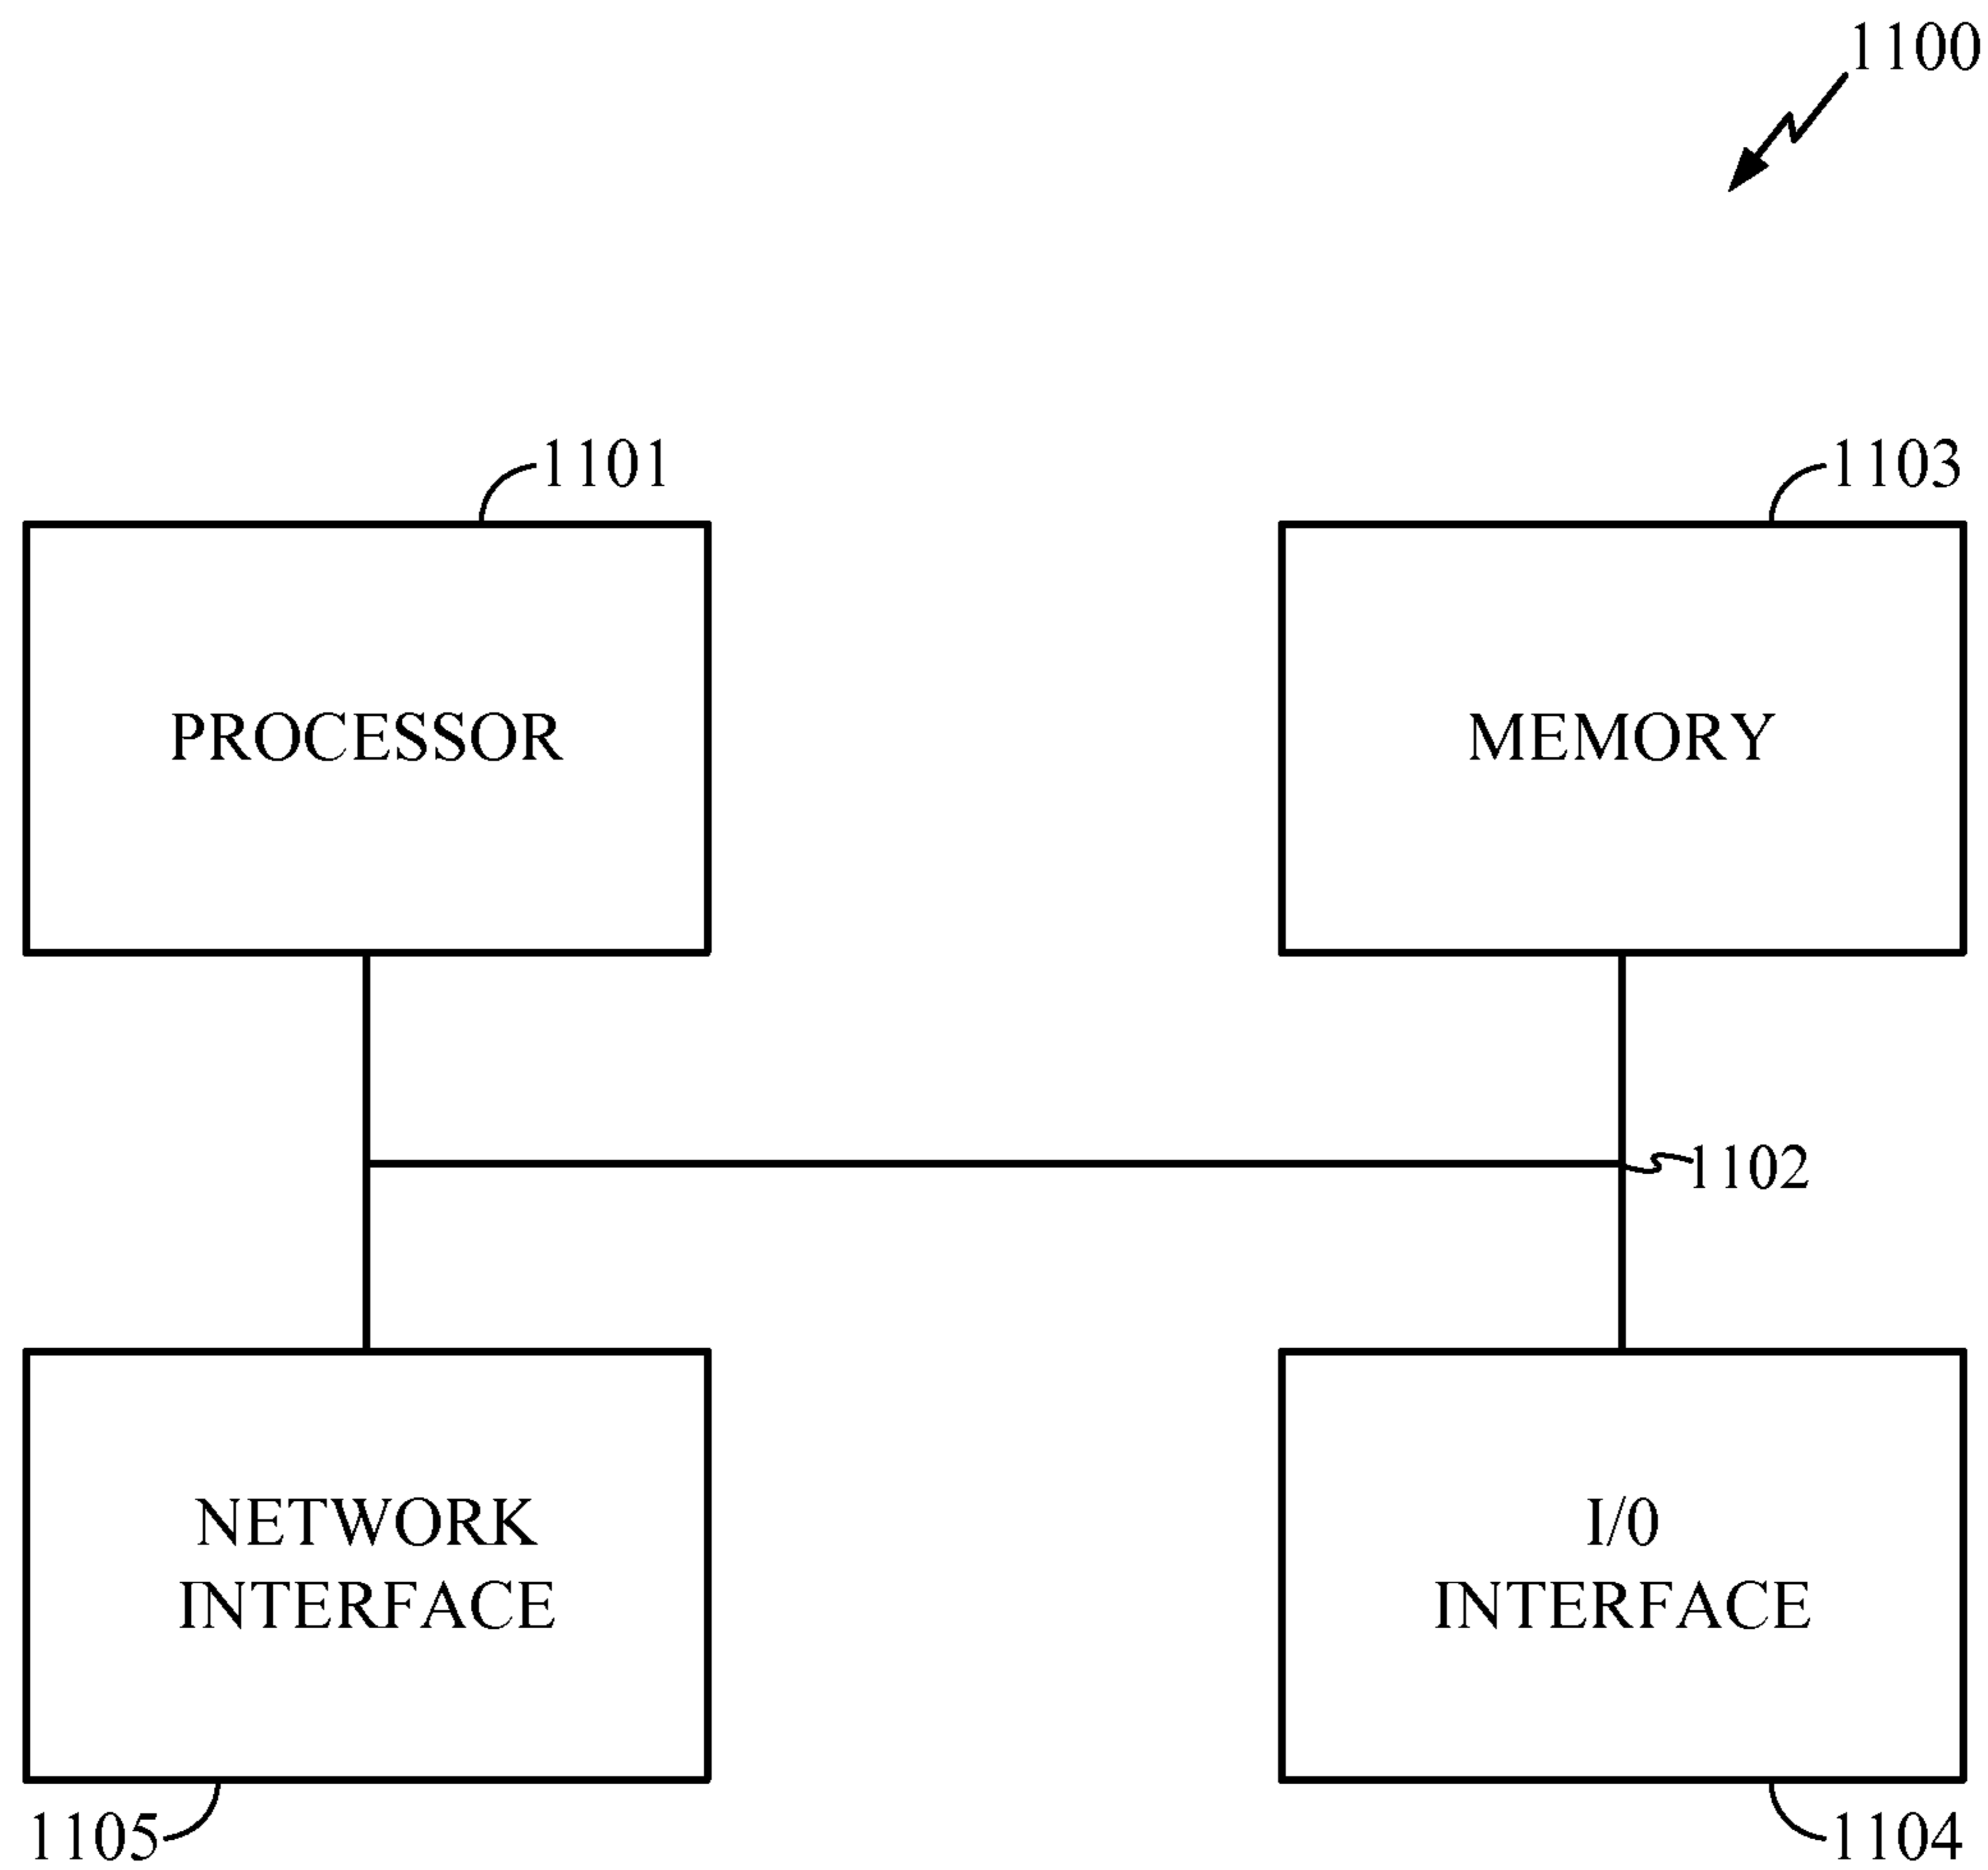 1100
1101
1103
PROCESSOR
MEMORY
1102
NETWORK
INTERFACE
I/0
INTERFACE
1105
1104